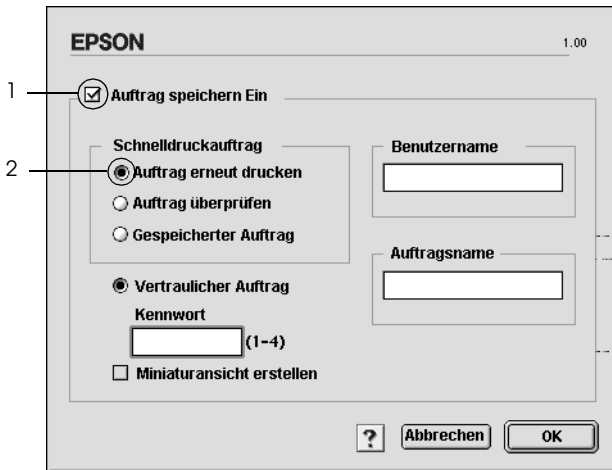 EPSON
1.00
1
Auftrag speichern Ein
Schnelldruckauftrag
2
Auftrag erneut drucken
Auftrag überprüfen
Gespeicherter Auftrag
Vertraulicher Auftrag
Kennwort
(1-4)
Miniaturansicht erstellen
Benutzername
Auftragsname
?
Abbrechen
OK